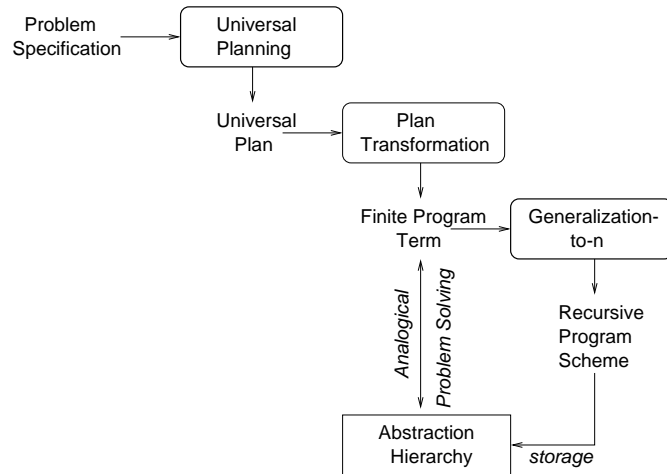 Problem
Specification
Universal
Planning
Universal
Plan
Plan
Transformation
Finite Program
Term
Generalization-
to-n
Analogical
Problem Solving
Recursive
Program
Scheme
Abstraction
Hierarchy
storage